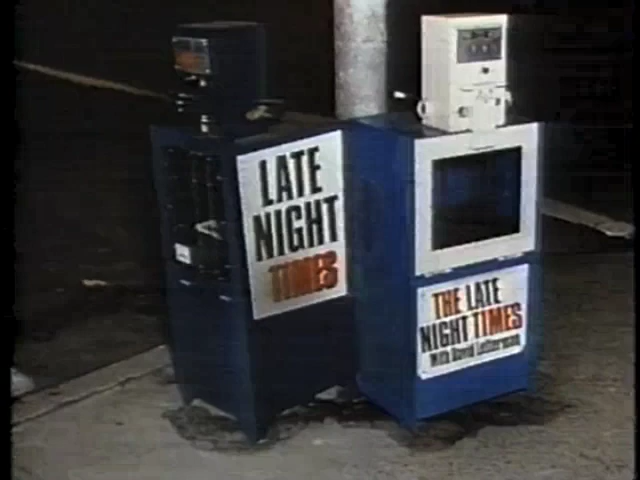 LATE
NIGHT
TIMES
THE LATE
NIGHT TIMES
With David Letterman